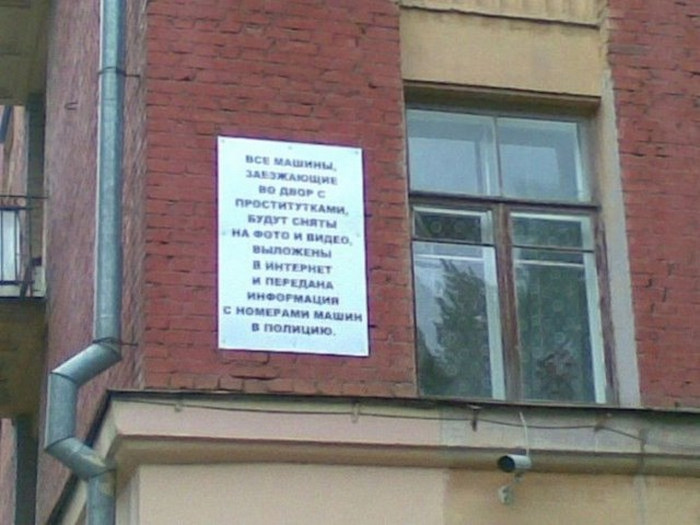 ВСЕ МАШИНЫ,
ЗАЕЗЖАЮЩИЕ
ВО ДВОР С
ПРОСТИТУТКАМИ,
БУДУТ СНЯТЫ
НА ФОТО И ВИДЕО,
ВЫЛОЖЕНЫ
В ИНТЕРНЕТ
И ПЕРЕДАНА
ИНФОРМАЦИЯ
С НОМЕРАМИ МАШИН
В ПОЛИЦИЮ.